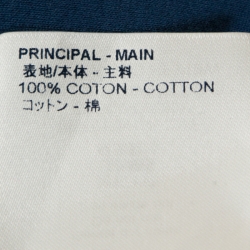 PRINCIPAL - MAIN
表地/本体 - 主料
100% COTON - COTTON
コットン - 棉